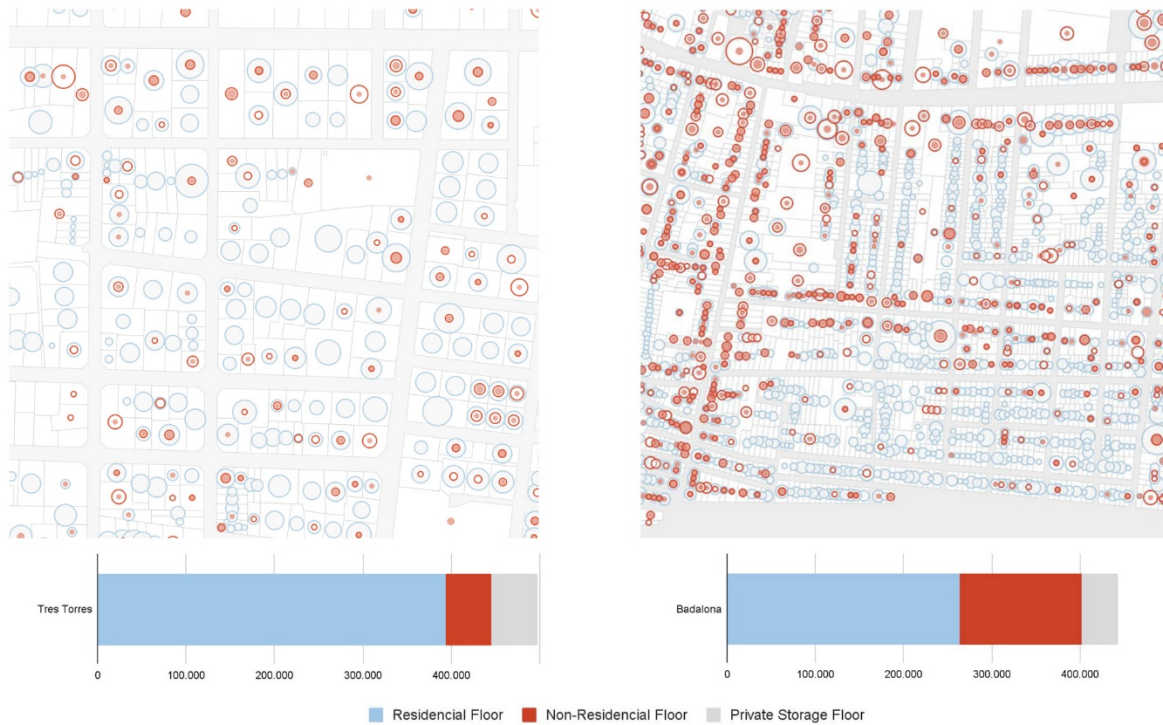 Tres Torres
0
100.000
200.000
300.000
400.000
Badalona
0
100.000
200.000
300.000
400.000
Residencial Floor
Non-Residencial Floor
Private Storage Floor